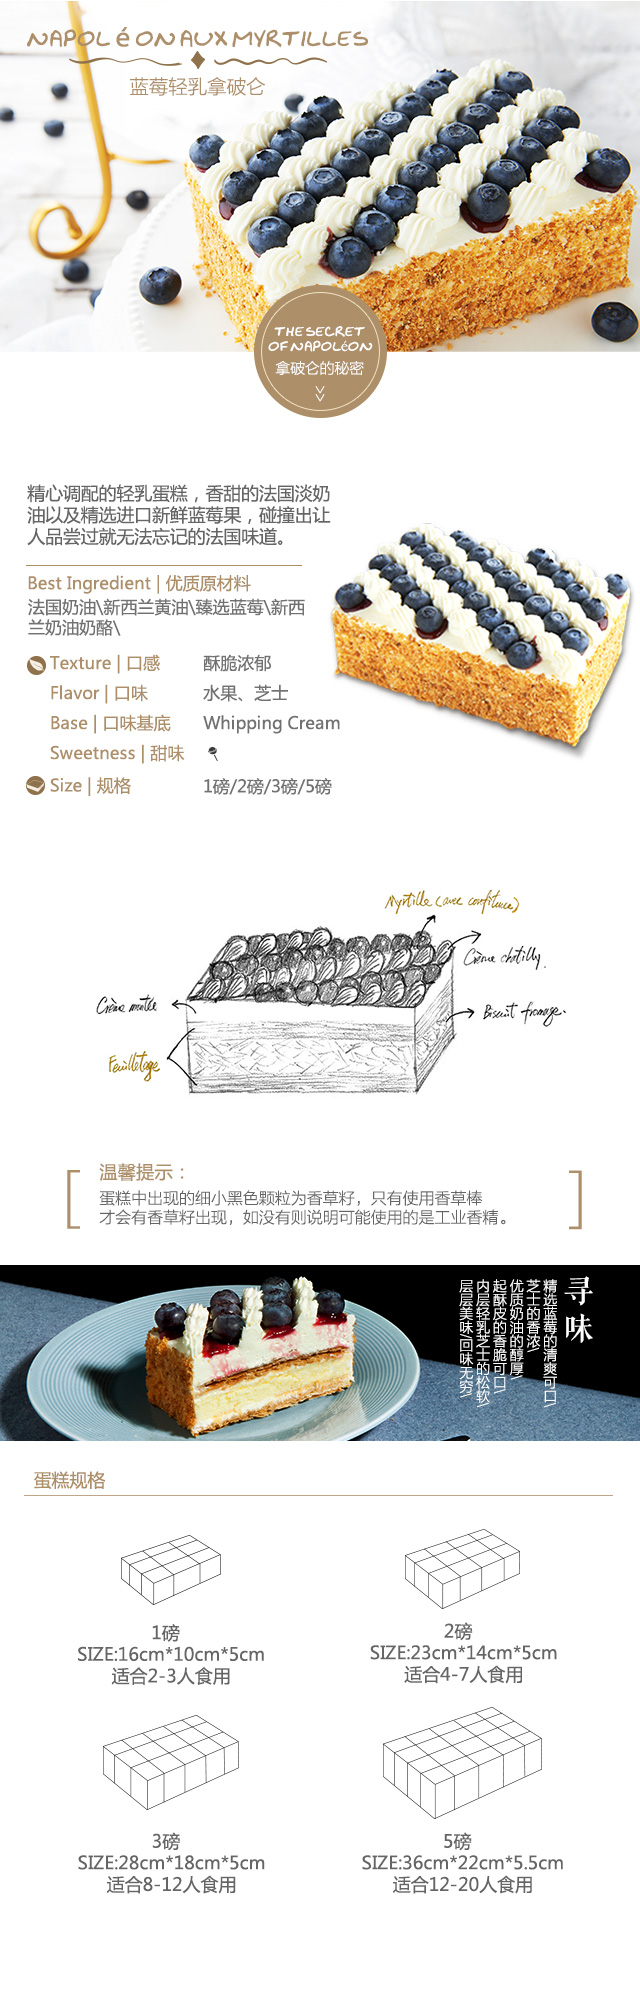 NAPOLéONAUXMYRTILLES
蓝莓轻乳拿破仑
THE SECRET
OF NAPOLéON
拿破仑的秘密
精心调配的轻乳蛋糕，香甜的法国淡奶
油以及精选进口新鲜蓝莓果，碰撞出让
人品尝过就无法忘记的法国味道。
Best Ingredient | 优质原材料
法国奶油\新西兰黄油\臻选蓝莓\新西
兰奶油奶酪\
Texture | 口感 酥脆浓郁
Flavor | 口味 水果、芝士
Base | 口味基底 Whipping Cream
Sweetness | 甜味
Size | 规格 1磅/2磅/3磅/5磅
Myrtille (avec confiture)
Crème chatilly.
Biscuit fromage.
Feuilletage
温馨提示：
蛋糕中出现的细小黑色颗粒为香草籽，只有使用香草棒
才会有香草籽出现，如没有则说明可能使用的是工业香精。
寻味
精选蓝莓的清爽可口/
芝士的香浓/
优质奶油的醇厚/
起酥皮的香脆可口/
内层轻乳芝士的松软/
层层美味/回味无穷/
蛋糕规格
1磅
SIZE:16cm*10cm*5cm
适合2-3人食用
2磅
SIZE:23cm*14cm*5cm
适合4-7人食用
3磅
SIZE:28cm*18cm*5cm
适合8-12人食用
5磅
SIZE:36cm*22cm*5.5cm
适合12-20人食用